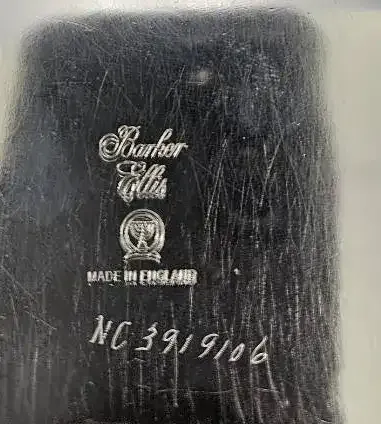 Barker
Ellis
MADE IN ENGLAND
NC 3919106